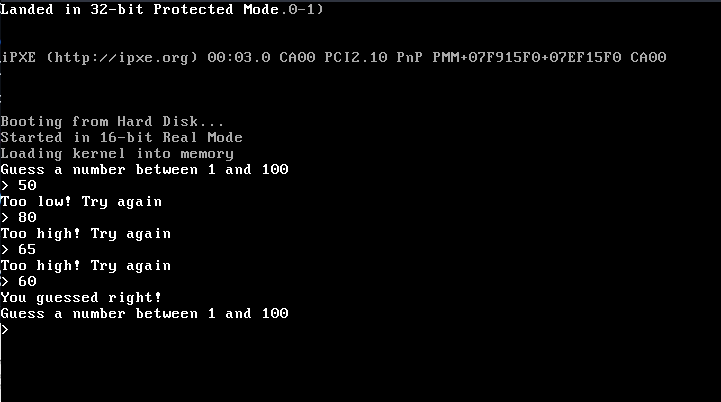 Landed in 32-bit Protected Mode.0-1)
iPXE (http://ipxe.org) 00:03.0 CA00 PCI2.10 PnP PMM+07F915F0+07EF15F0 CA00
Booting from Hard Disk...
Started in 16-bit Real Mode
Loading kernel into memory
Guess a number between 1 and 100
> 50
Too low! Try again
> 80
Too high! Try again
> 65
Too high! Try again
> 60
You guessed right!
Guess a number between 1 and 100
>